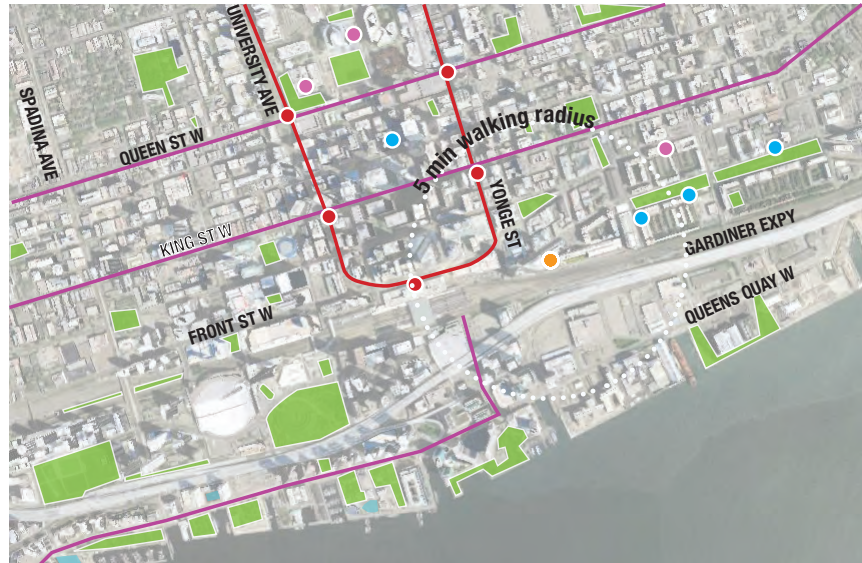 UNIVERSITY AVE
SPADINA AVE
QUEEN ST W
5 min walking radius
KING ST W
YONGE ST
GARDINER EXPY
QUEENS QUAY W
FRONT ST W